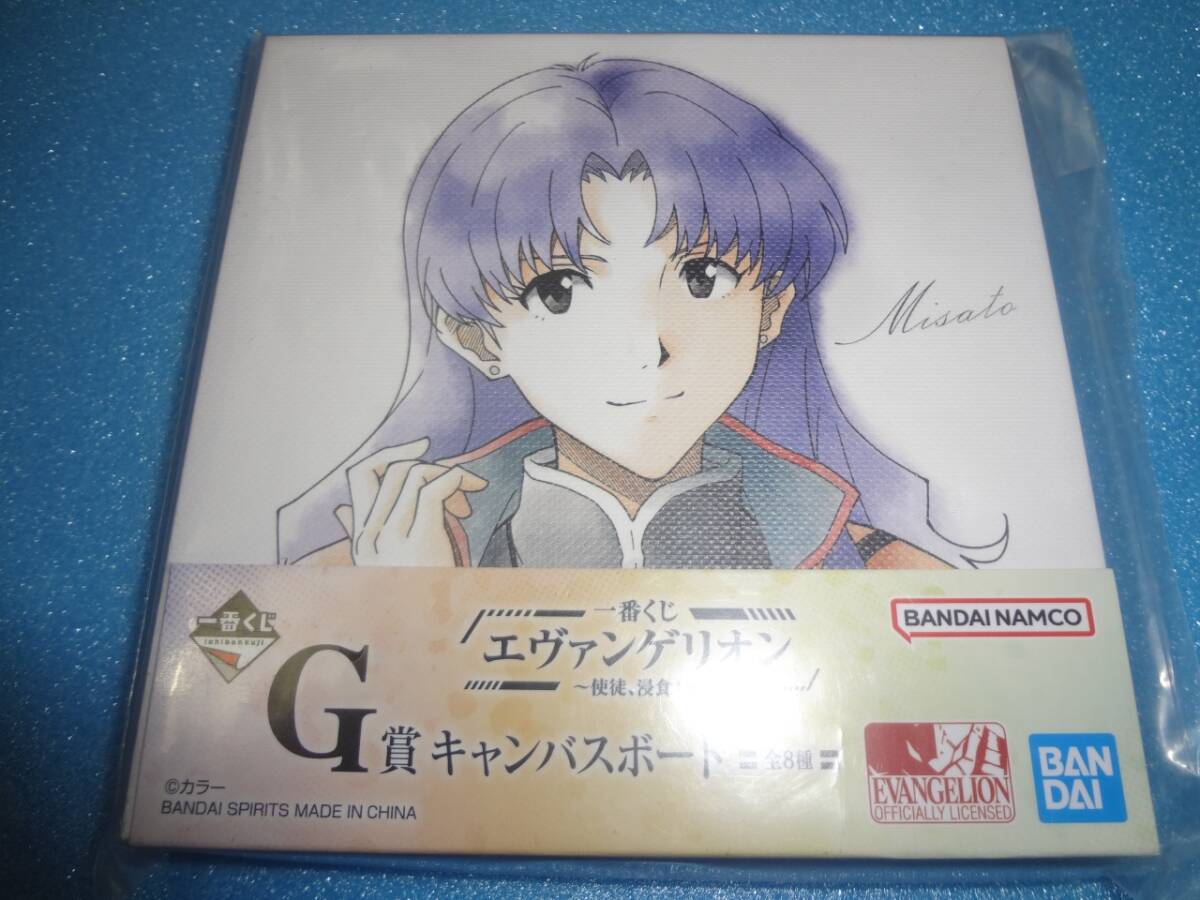 Misato
一番くじ
ichibankuji
一番くじ
エヴァンゲリオン
～使徒、浸食
G賞 キャンバスボード 全8種
©カラー
BANDAI SPIRITS MADE IN CHINA
BANDAI NAMCO
EVANGELION
OFFICIALLY LICENSED
BAN
DAI